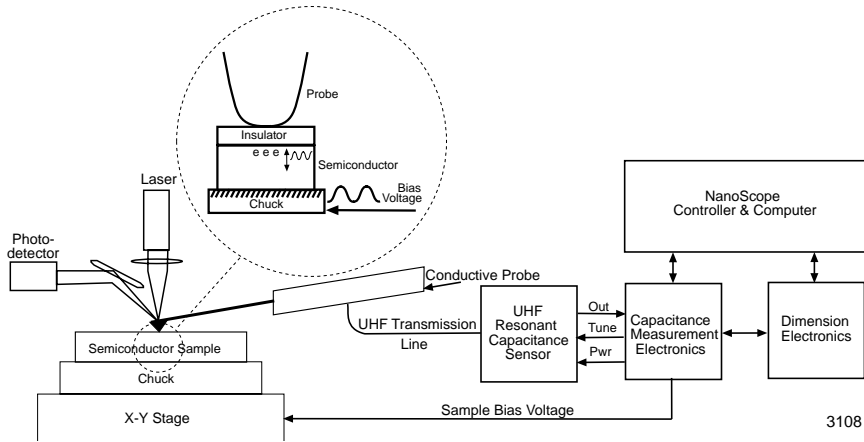 Probe
Insulator
e e e
Semiconductor
Bias
Voltage
Chuck
Laser
Photo-
detector
NanoScope
Controller & Computer
Conductive Probe
UHF Transmission
Line
UHF
Resonant
Capacitance
Sensor
Out
Tune
Pwr
Capacitance
Measurement
Electronics
Dimension
Electronics
Semiconductor Sample
Chuck
X-Y Stage
Sample Bias Voltage
3108